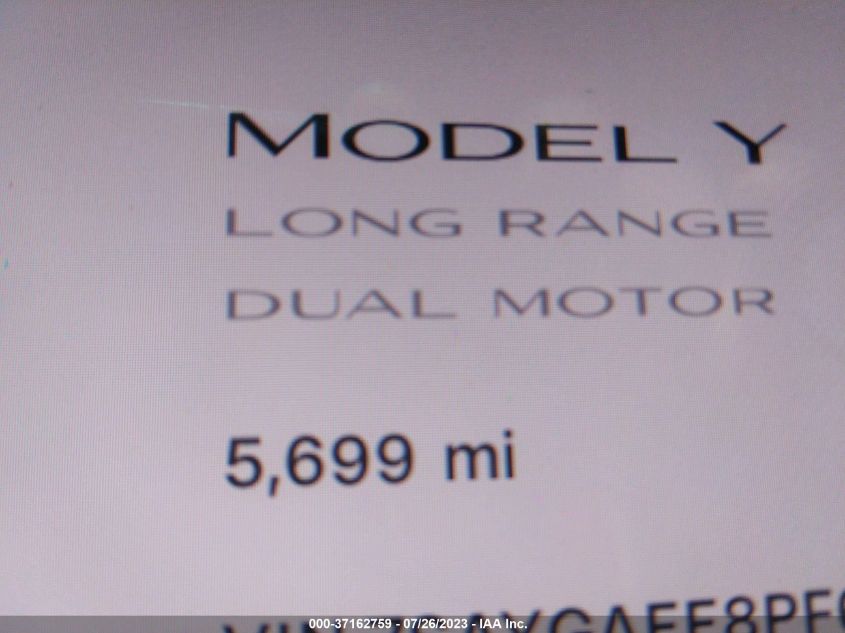 MODEL Y
LONG RANGE
DUAL MOTOR
5,699 mi
000-37162759 - 07/26/2023 - IAA Inc.